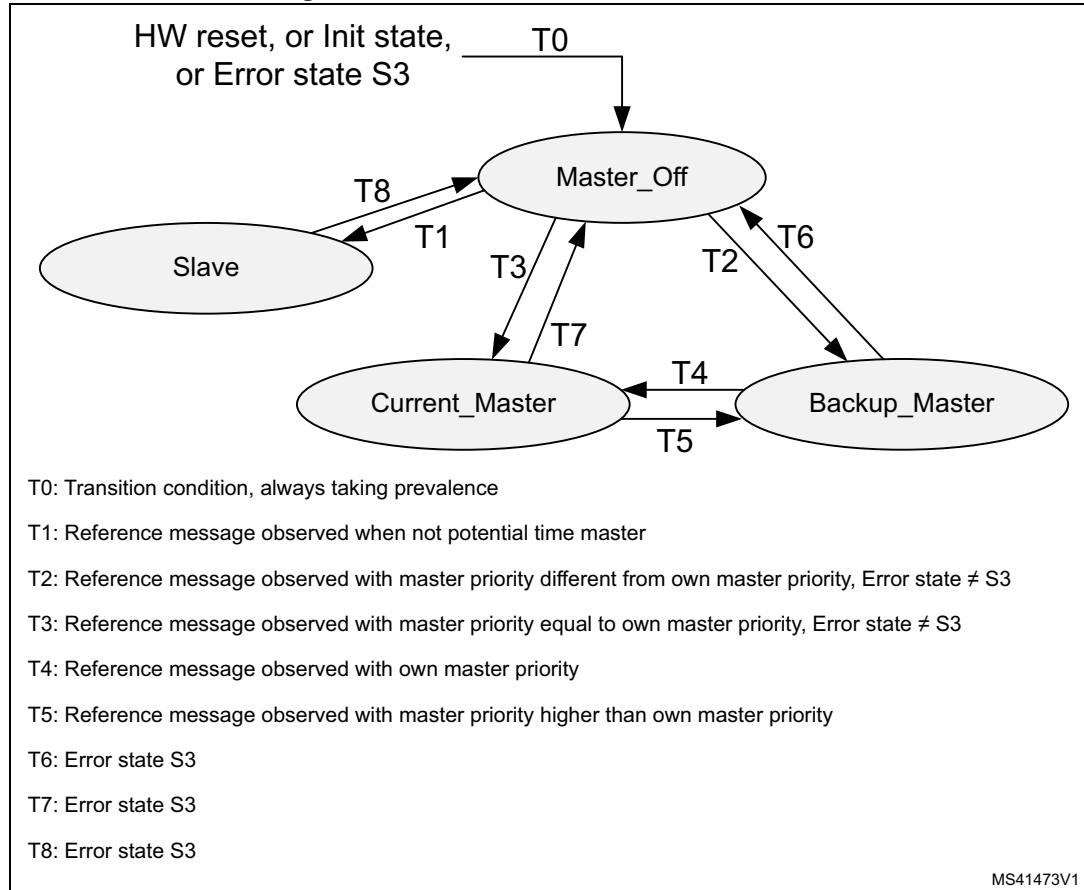 HW reset, or Init state,
or Error state S3
T0
Master_Off
T8
T1
Slave
T3
T7
T2
T6
Current_Master
T4
T5
Backup_Master
T0: Transition condition, always taking prevalence
T1: Reference message observed when not potential time master
T2: Reference message observed with master priority different from own master priority, Error state ≠ S3
T3: Reference message observed with master priority equal to own master priority, Error state ≠ S3
T4: Reference message observed with own master priority
T5: Reference message observed with master priority higher than own master priority
T6: Error state S3
T7: Error state S3
T8: Error state S3
MS41473V1